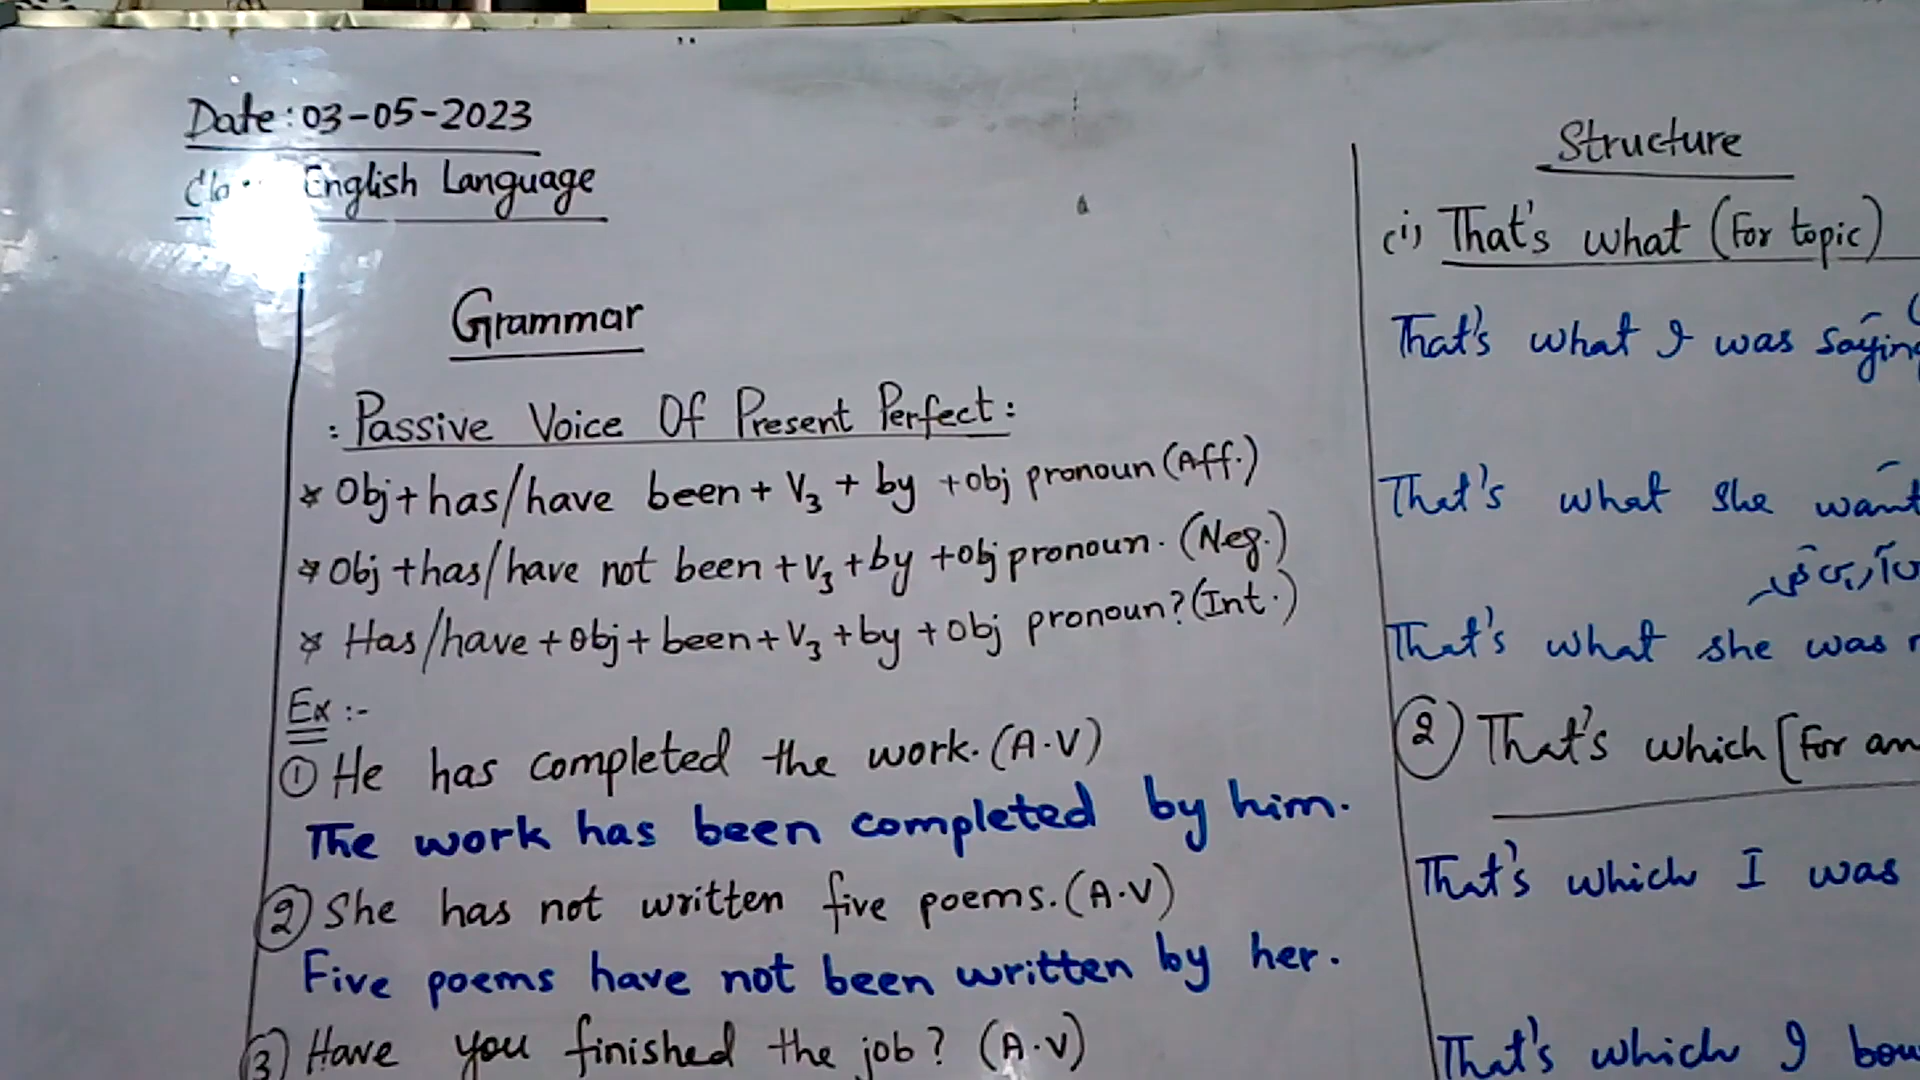 Date: 03-05-2023
English Language
Grammar
: Passive Voice Of Present Perfect:
* Obj + has/have been + V₃ + by + obj pronoun (Aff.)
* Obj + has/have not been + V₃ + by + obj pronoun. (Neg.)
* Has/have + obj + been + V₃ + by + obj pronoun? (Int.)
Ex :-
① He has completed the work. (A.V)
The work has been completed by him.
② She has not written five poems. (A.V)
Five poems have not been written by her.
③ Have you finished the job? (A.V)
Structure
(i) That's what (For topic)
That's what I was saying
That's what she want
That's what she was
② That's which [For
That's which I was
That's which I